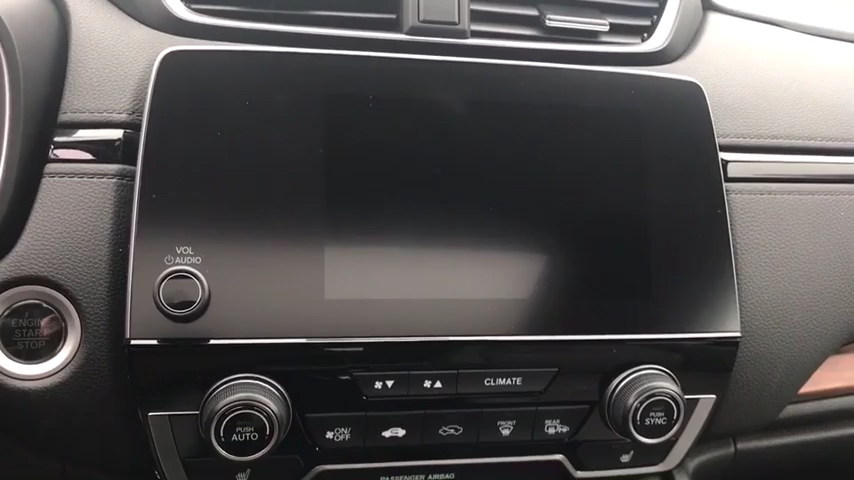 VOL
AUDIO
ENGINE
START
STOP
CLIMATE
PUSH
AUTO
ON/
OFF
FRONT
REAR
PUSH
SYNC
PASSENGER AIRBAG